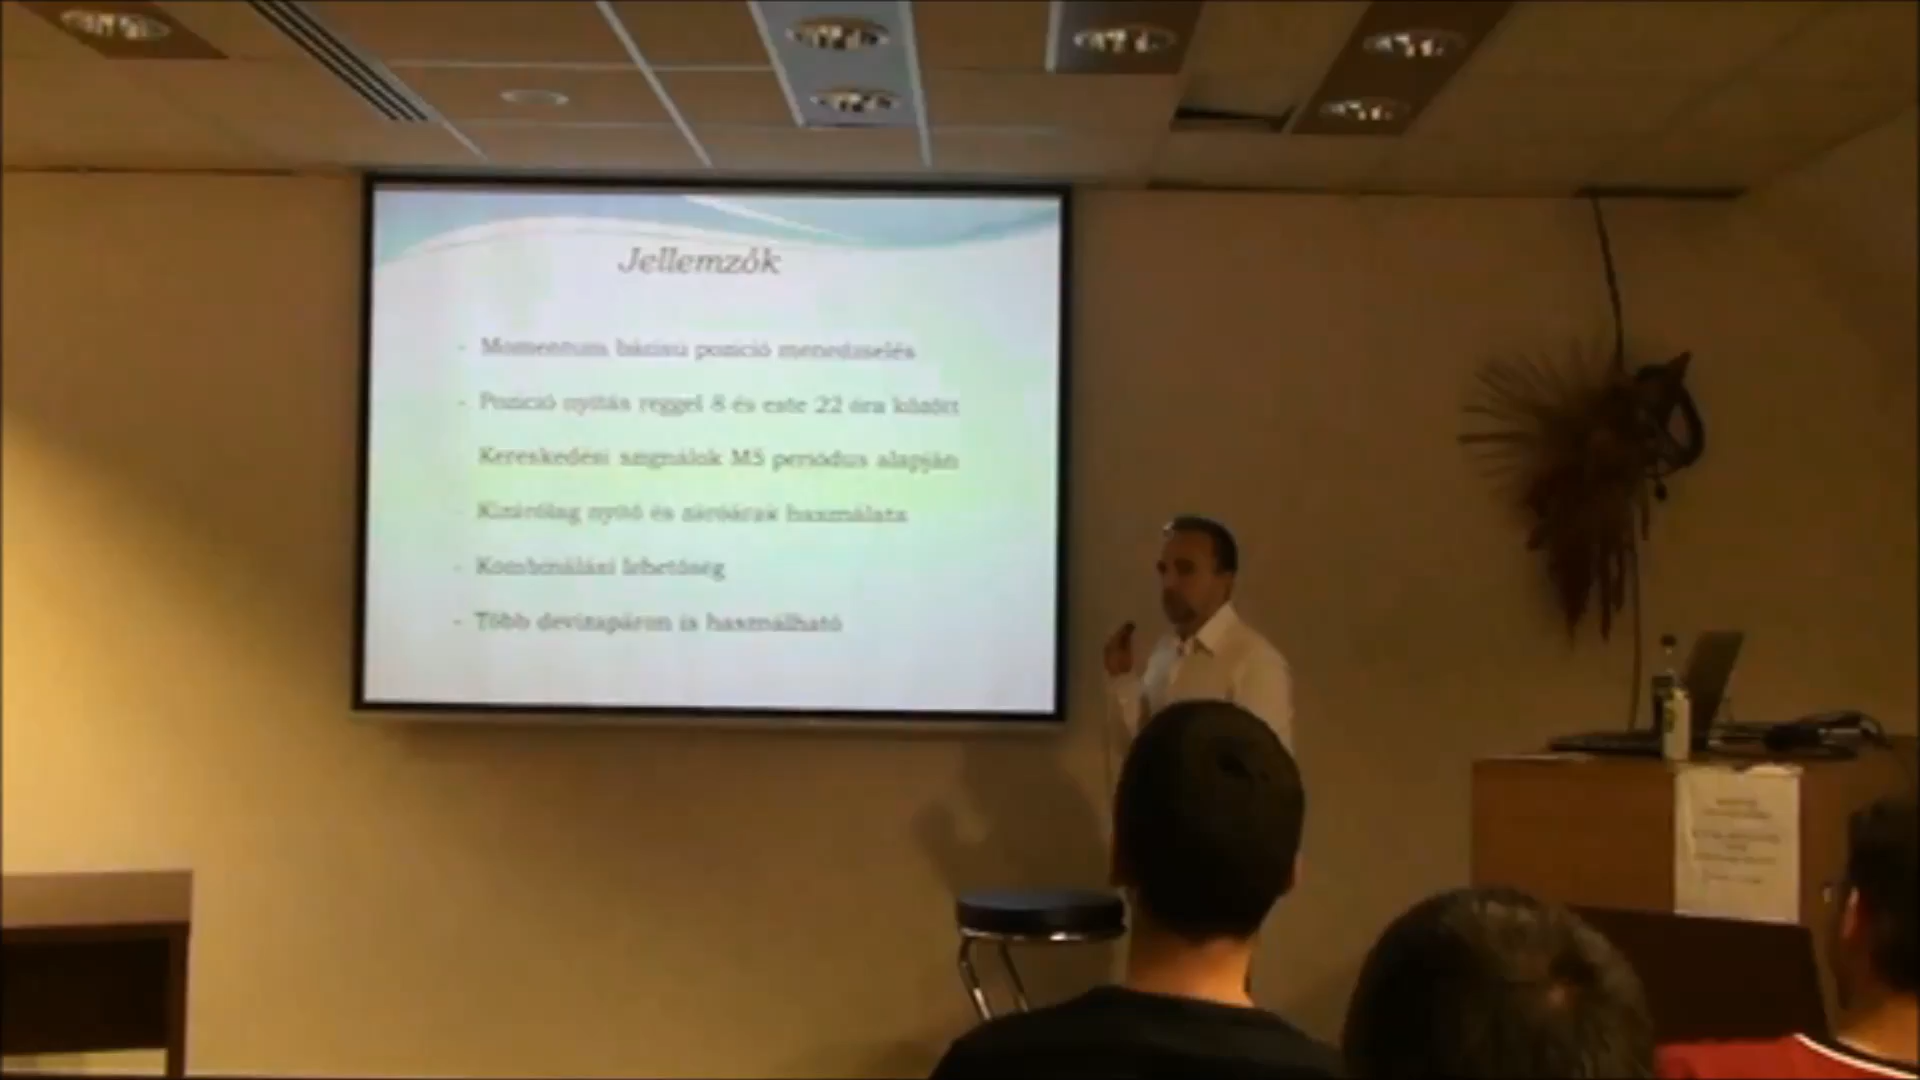 Jellemzők
- Momentum bázisú pozíció menedzselés
- Pozíció nyitás reggel 8 és este 22 óra között
- Kereskedési szignálok M5 periódus alapján
- Kizárólag nyitó és záróárak használata
- Kombinálási lehetőség
- Több devizapáron is használható